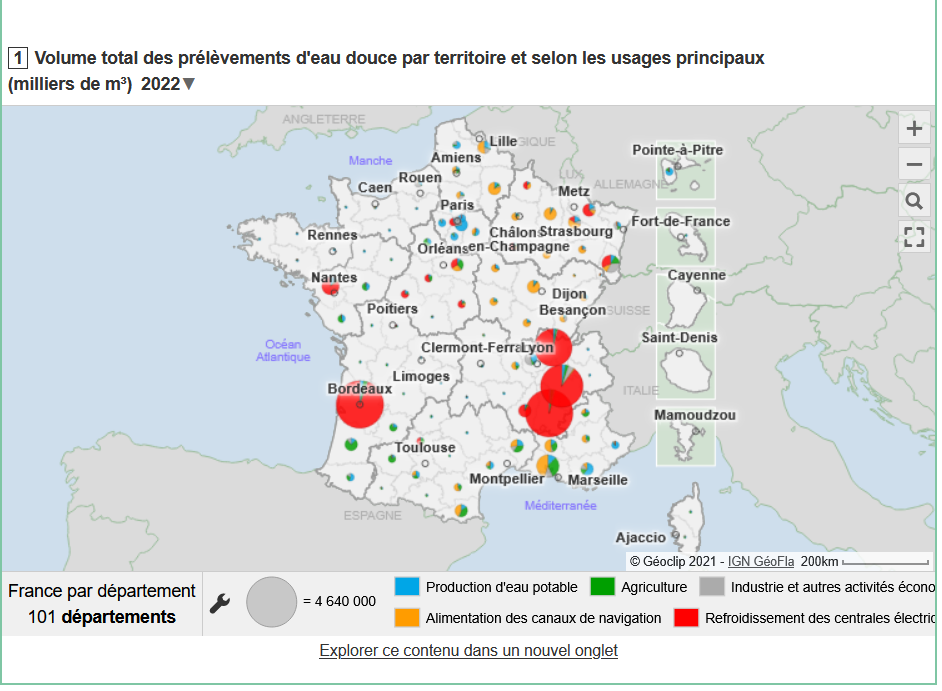 1 Volume total des prélèvements d'eau douce par territoire et selon les usages principaux
(milliers de m³) 2022▼
ANGLETERRE
Lille
Manche
Amiens
Pointe-à-Pitre
Rouen
LUX
Caen
Metz
ALLEMAGNE
Paris
Fort-de-France
Rennes
Châlons
Strasbourg
Orléans
en-Champagne
Nantes
Cayenne
Dijon
Poitiers
Besançon
SUISSE
Océan
Atlantique
Clermont-Ferra
Lyon
Saint-Denis
Limoges
Bordeaux
ITALIE
Mamoudzou
Toulouse
Montpellier
Marseille
Méditerranée
ESPAGNE
Ajaccio
© Géoclip 2021 - IGN GéoFla 200km
France par département
101 départements
= 4 640 000
Production d'eau potable
Agriculture
Industrie et autres activités écono
Alimentation des canaux de navigation
Refroidissement des centrales électric
Explorer ce contenu dans un nouvel onglet